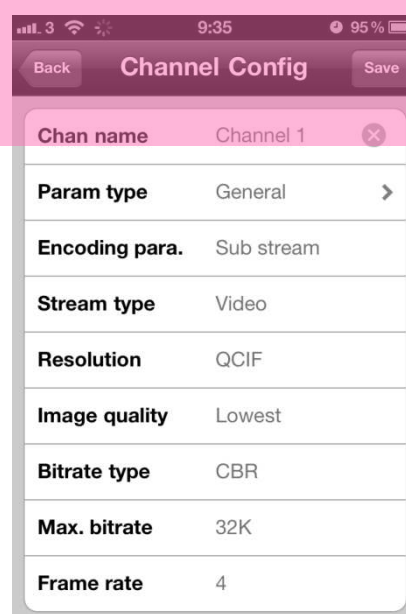 3 9:35 95%
Back Channel Config Save
Chan name Channel 1
Param type General
Encoding para. Sub stream
Stream type Video
Resolution QCIF
Image quality Lowest
Bitrate type CBR
Max. bitrate 32K
Frame rate 4